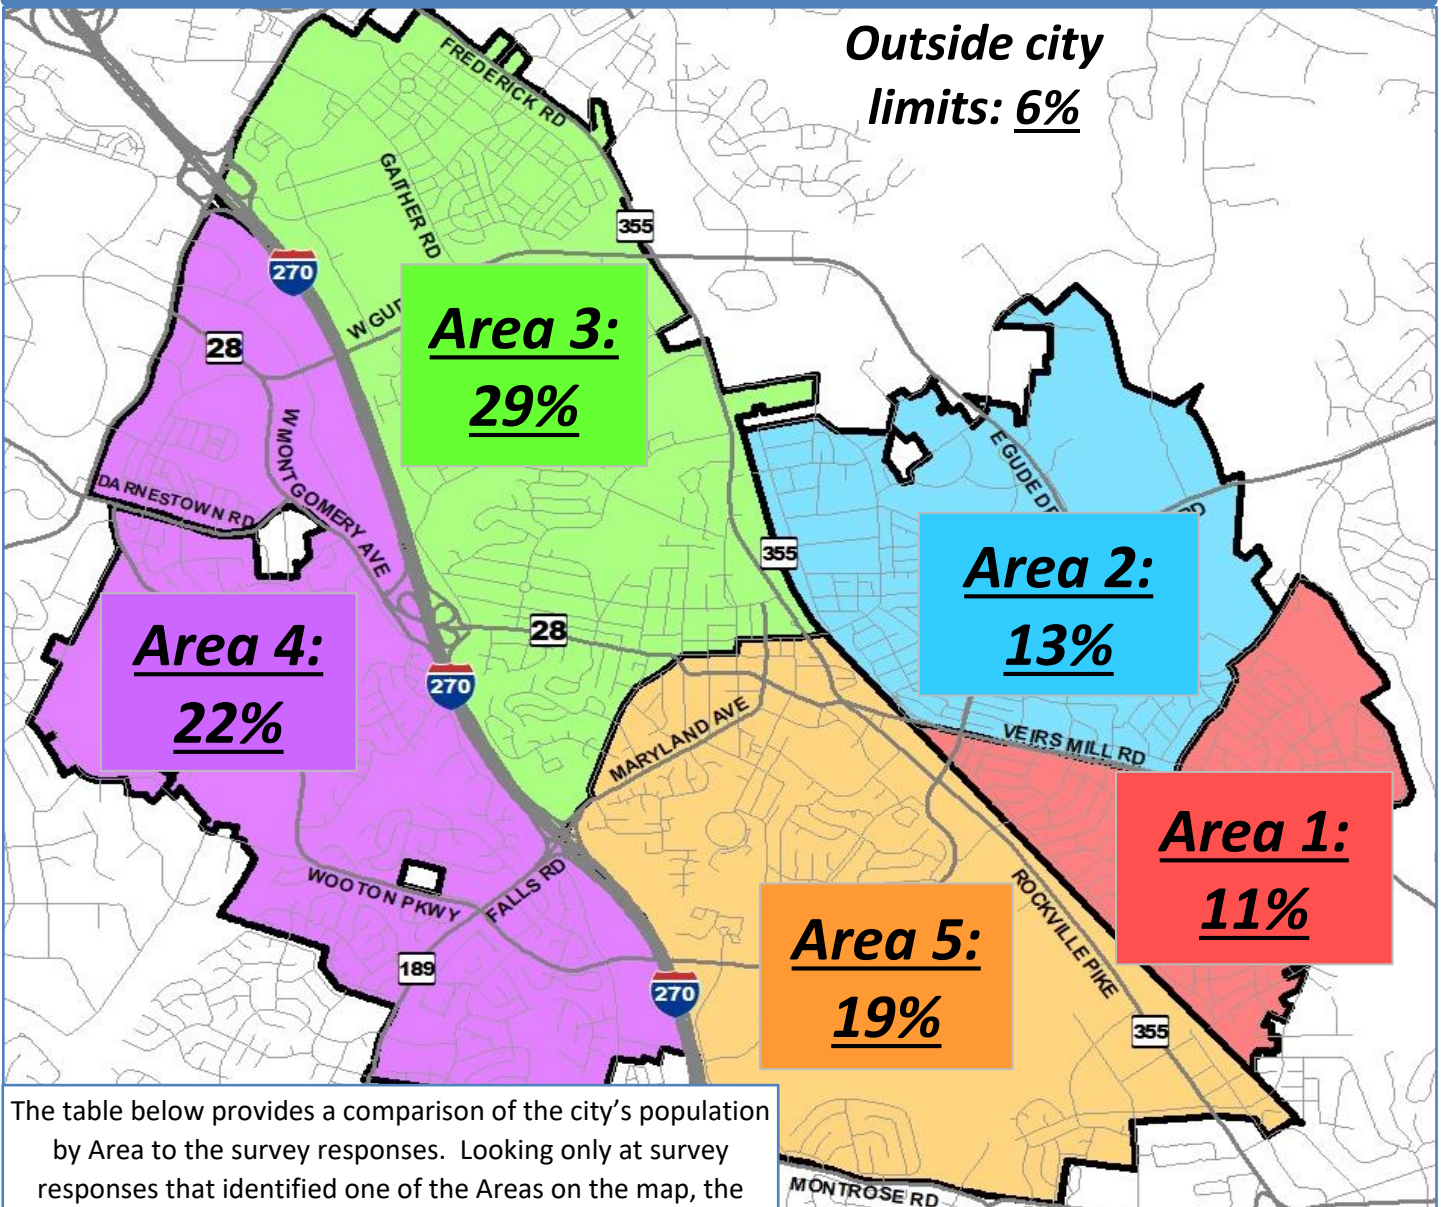 Outside city
limits: 6%
FREDERICK RD
GAITHER RD
355
270
W GUD
Area 3:
29%
28
W MONTGOMERY AVE
DARNESTOWN RD
E GUDE DR
RD
355
Area 2:
13%
Area 4:
22%
28
270
MARYLAND AVE
VEIRS MILL RD
Area 1:
11%
WOOTON PKWY
FALLS RD
ROCKVILLE PIKE
Area 5:
19%
189
270
355
The table below provides a comparison of the city’s population
by Area to the survey responses.  Looking only at survey
responses that identified one of the Areas on the map, the
MONTROSE RD